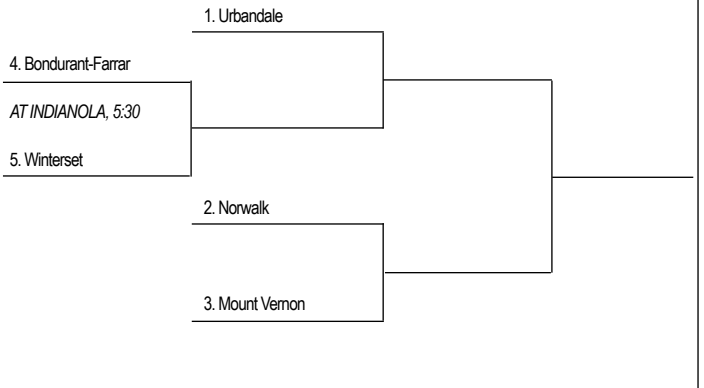 1. Urbandale
4. Bondurant-Farrar
AT INDIANOLA, 5:30
5. Winterset
2. Norwalk
3. Mount Vernon